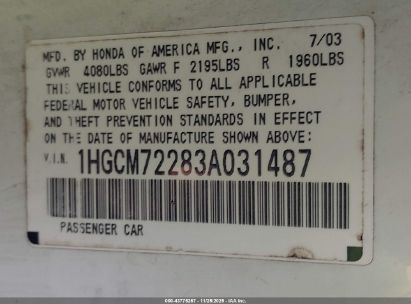 MFD. BY HONDA OF AMERICA MFG., INC. 7/03
GVWR 4080LBS GAWR F 2195LBS R 1960LBS
THIS VEHICLE CONFORMS TO ALL APPLICABLE
FEDERAL MOTOR VEHICLE SAFETY, BUMPER,
AND THEFT PREVENTION STANDARDS IN EFFECT
ON THE DATE OF MANUFACTURE SHOWN ABOVE:
V.I.N. 1HGCM72283A031487
PASSENGER CAR